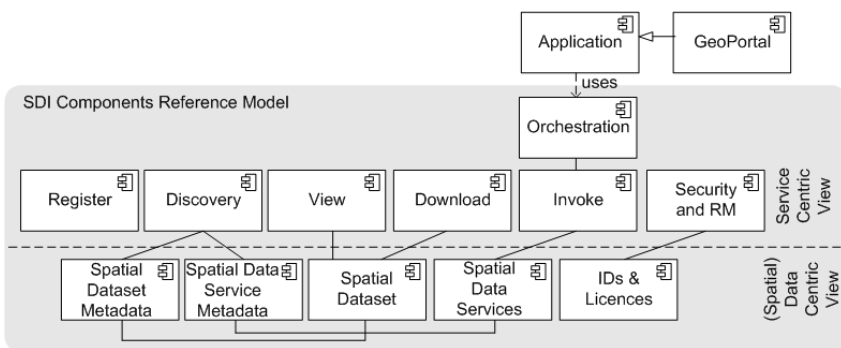 Application
GeoPortal
uses
SDI Components Reference Model
Orchestration
Register
Discovery
View
Download
Invoke
Security
and RM
Service
Centric
View
Spatial
Dataset
Metadata
Spatial Data
Service
Metadata
Spatial
Dataset
Spatial
Data
Services
IDs &
Licences
(Spatial)
Data
Centric
View